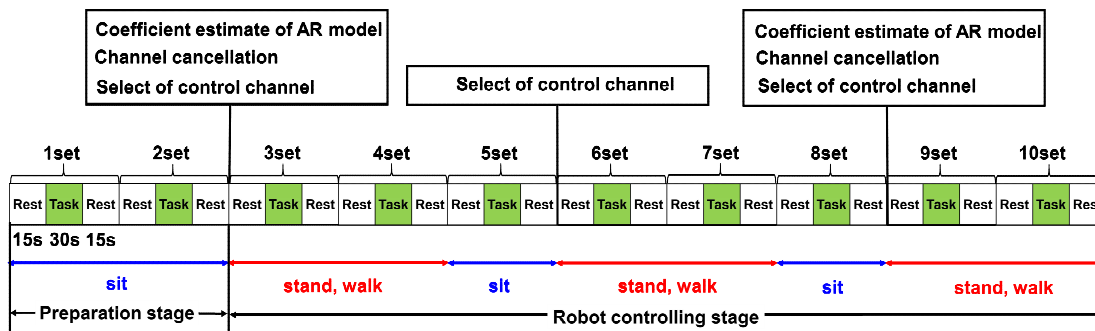 Coefficient estimate of AR model
Channel cancellation
Select of control channel
Select of control channel
Coefficient estimate of AR model
Channel cancellation
Select of control channel
1set 2set 3set 4set 5set 6set 7set 8set 9set 10set
Rest Task Rest Rest Task Rest Rest Task Rest Rest Task Rest Rest Task Rest Rest Task Rest Rest Task Rest Rest Task Rest Rest Task Rest Rest Task Rest
15s 30s 15s
sit stand, walk slt stand, walk sit stand, walk
Preparation stage Robot controlling stage